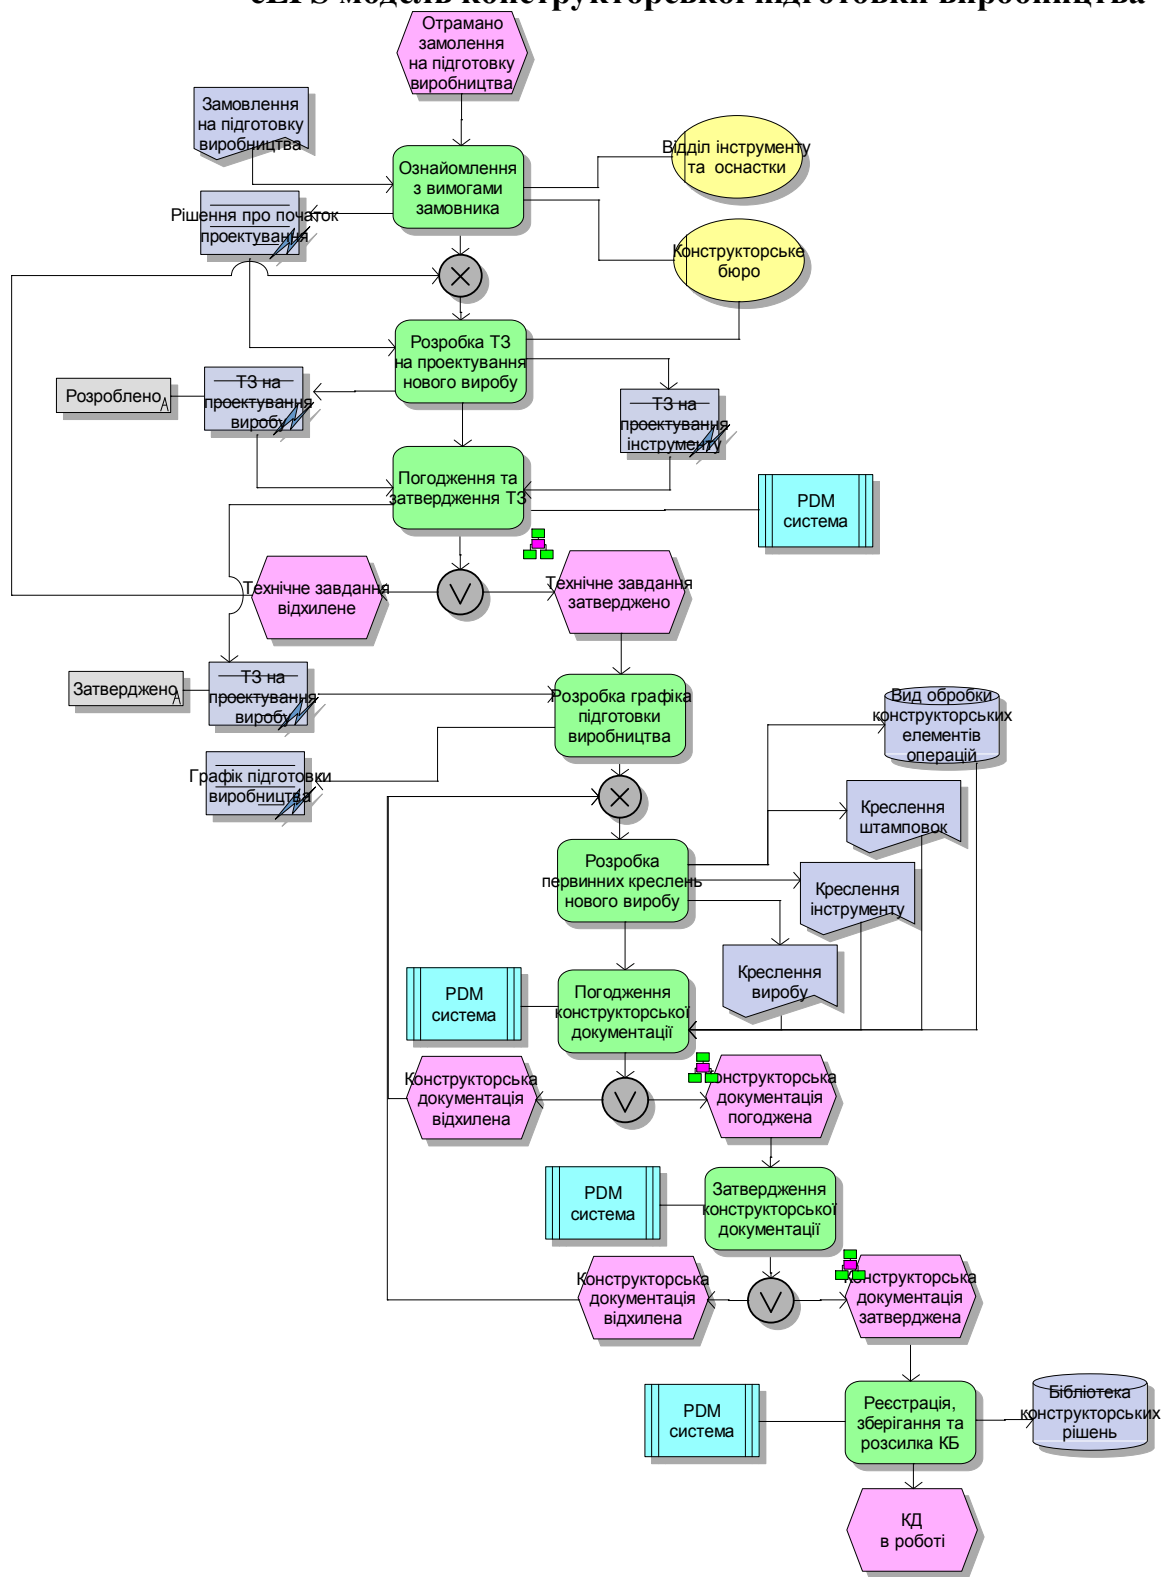 еЕPS модель конструкторської підготовки виробництва
Отрамано
замолення
на підготовку
виробництва
Замовлення
на підготовку
виробництва
Відділ інструменту
та оснастки
Ознайомлення
з вимогами
замовника
Рішення про початок
проектування
Конструкторське
бюро
Розробка ТЗ
на проектування
нового виробу
Розроблено
А
ТЗ на
проектування
виробу
ТЗ на
проектування
інструменту
Погодження та
затвердження ТЗ
PDM
система
Технічне завдання
відхилене
Технічне завдання
затверджено
Затверджено
А
ТЗ на
проектування
виробу
Розробка графіка
підготовки
виробництва
Вид обробки
конструкторських
елементів
операцій
Графік підготовки
виробництва
Креслення
штамповок
Розробка
первинних креслень
нового виробу
Креслення
інструменту
Креслення
виробу
PDM
система
Погодження
конструкторської
документації
Конструкторська
документація
відхилена
Конструкторська
документація
погоджена
PDM
система
Затвердження
конструкторської
документації
Конструкторська
документація
відхилена
Конструкторська
документація
затверджена
PDM
система
Реєстрація,
зберігання та
розсилка КБ
Бібліотека
конструкторських
рішень
КД
в роботі